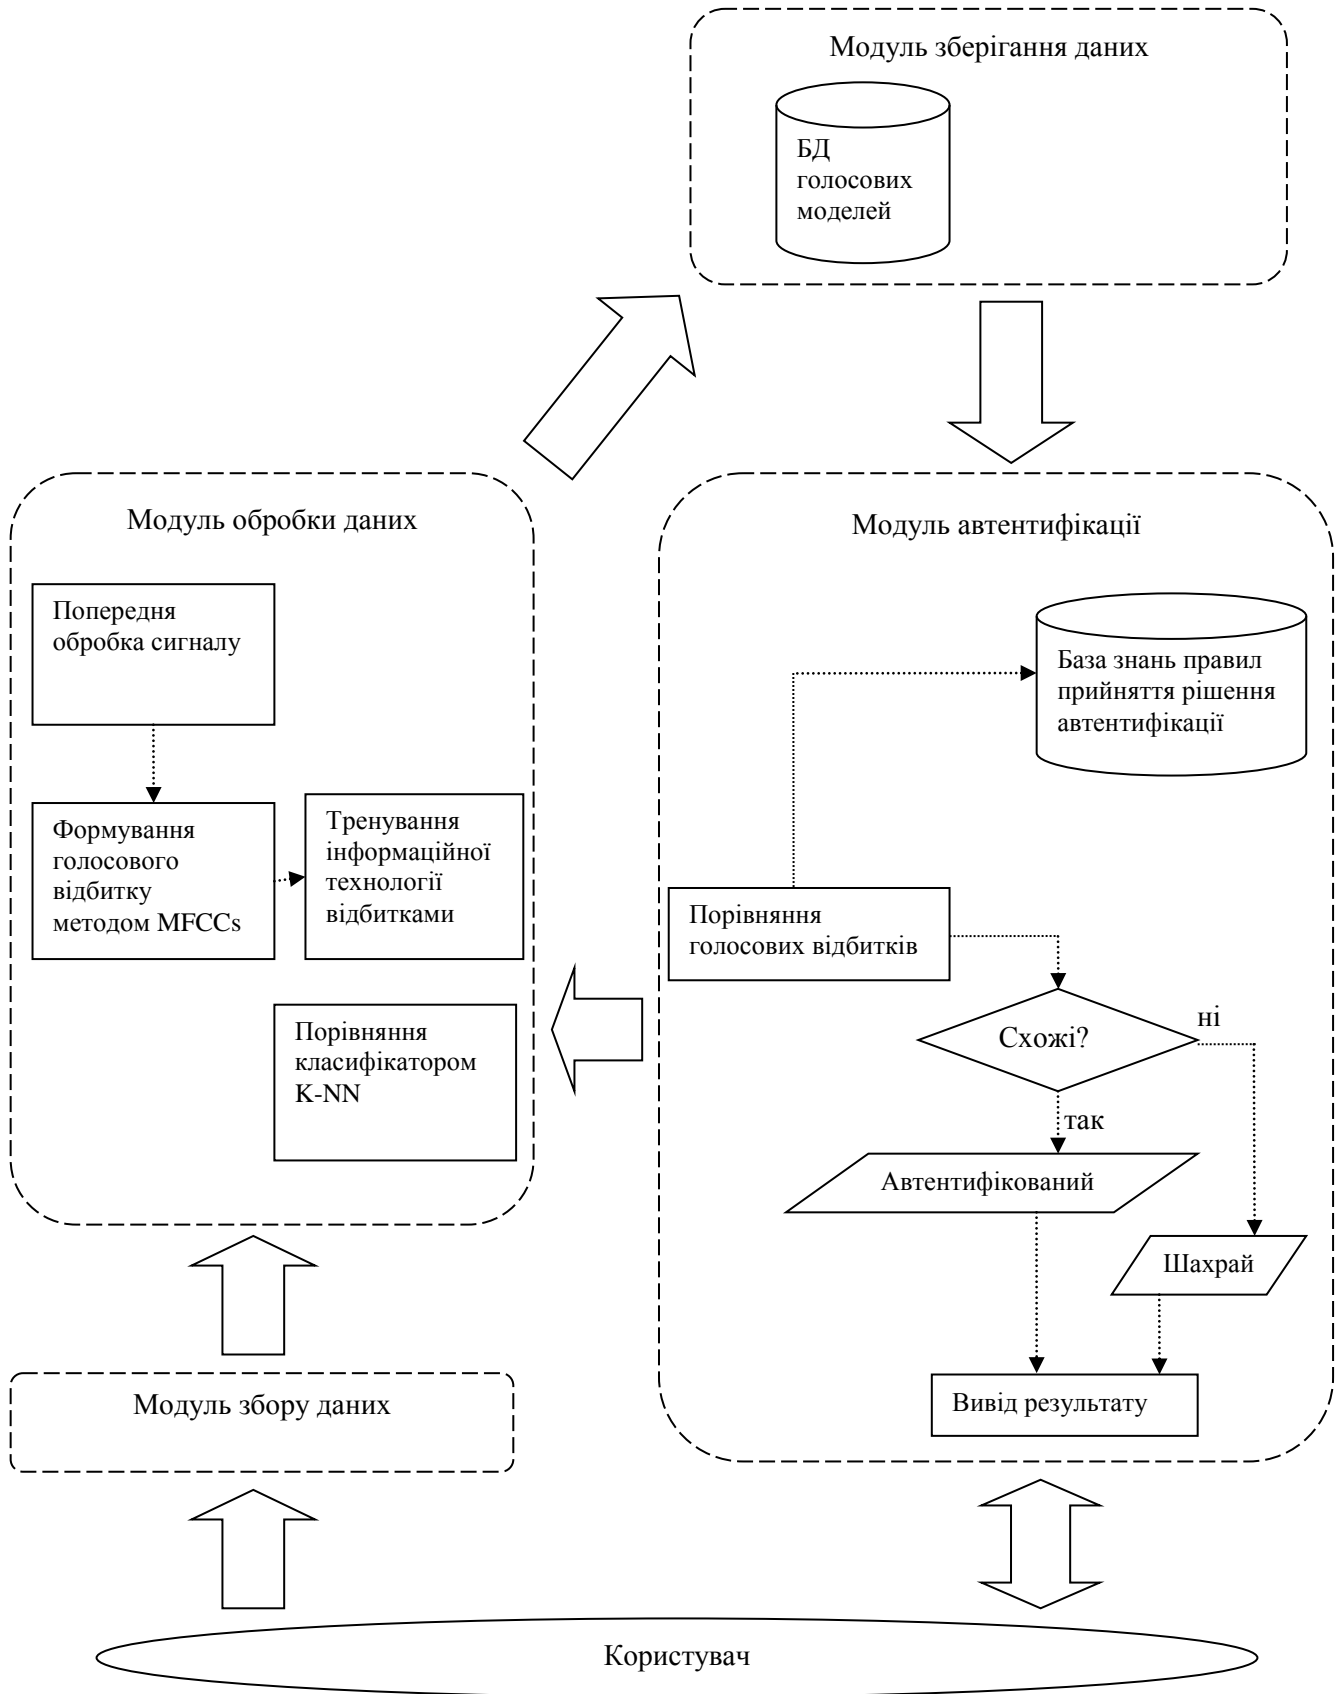 Модуль зберігання даних
БД
голосових
моделей
Модуль обробки даних
Попередня
обробка сигналу
Формування
голосового
відбитку
методом MFCCs
Тренування
інформаційної
технології
відбитками
Порівняння
класифікатором
K-NN
Модуль автентифікації
База знань правил
прийняття рішення
автентифікації
Порівняння
голосових відбитків
Схожі?
ні
так
Автентифікований
Шахрай
Вивід результату
Модуль збору даних
Користувач